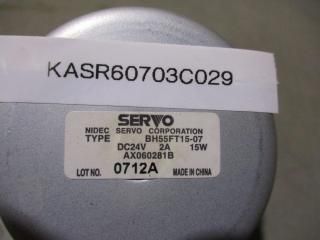 KASR60703C029
SERVO
NIDEC SERVO CORPORATION
TYPE BH55FT15-07
DC24V 2A 15W
AX060281B
LOT NO. 0712A MADE IN CHINA